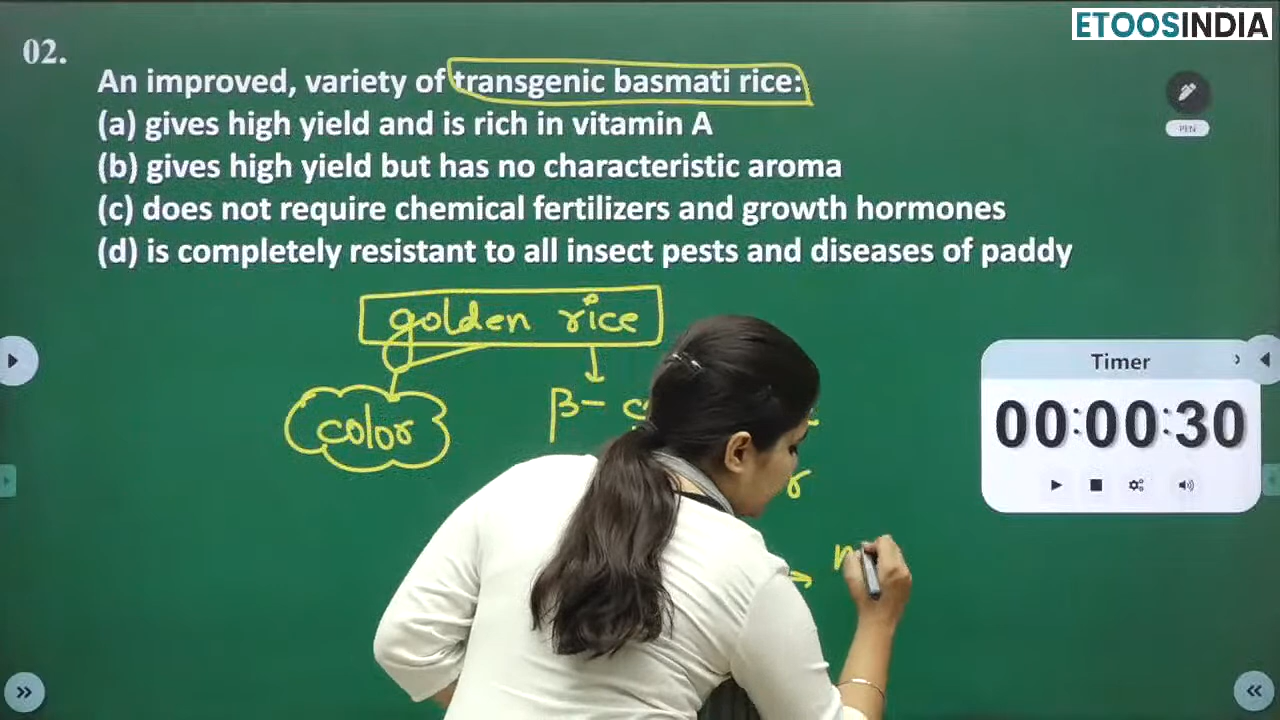 ETOOSINDIA
02.
An improved, variety of transgenic basmati rice:
(a) gives high yield and is rich in vitamin A
(b) gives high yield but has no characteristic aroma
(c) does not require chemical fertilizers and growth hormones
(d) is completely resistant to all insect pests and diseases of paddy
PEN
golden rice
color
β-
Timer
00:00:30